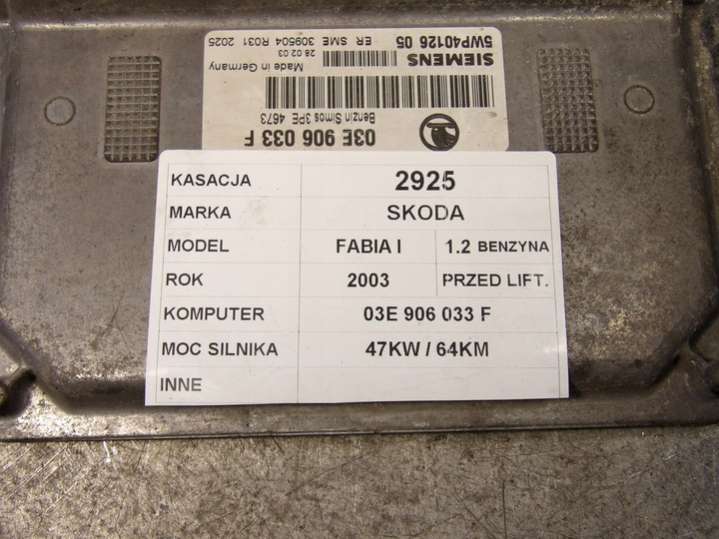 28 02 03
ER SME 309504 R031 2025
5WP40126 05
SIEMENS
Made in Germany
Benzin Simos 3PE 4673
03E 906 033 F
KASACJA 2925
MARKA SKODA
MODEL FABIA I 1.2 BENZYNA
ROK 2003 PRZED LIFT.
KOMPUTER 03E 906 033 F
MOC SILNIKA 47KW / 64KM
INNE